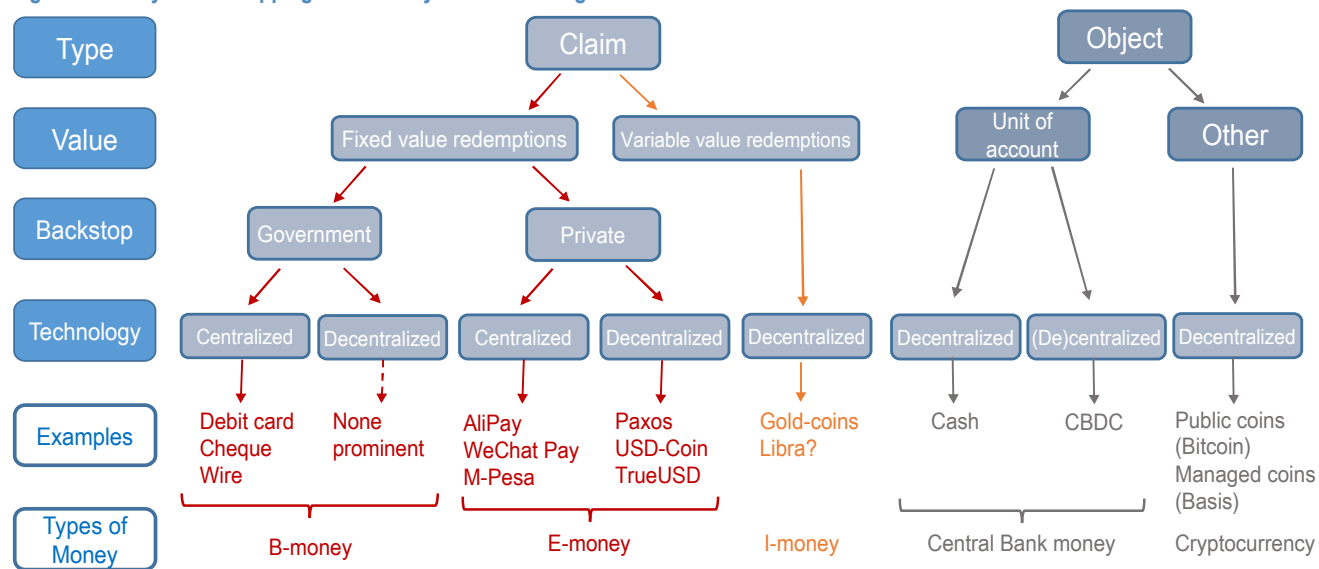 Type
Claim
Object
Value
Fixed value redemptions
Variable value redemptions
Unit of
account
Other
Backstop
Government
Private
Technology
Centralized
Decentralized
Centralized
Decentralized
Decentralized
Decentralized
(De)centralized
Decentralized
Examples
Debit card
Cheque
Wire
None
prominent
AliPay
WeChat Pay
M-Pesa
Paxos
USD-Coin
TrueUSD
Gold-coins
Libra?
Cash
CBDC
Public coins
(Bitcoin)
Managed coins
(Basis)
Types of
Money
B-money
E-money
I-money
Central Bank money
Cryptocurrency